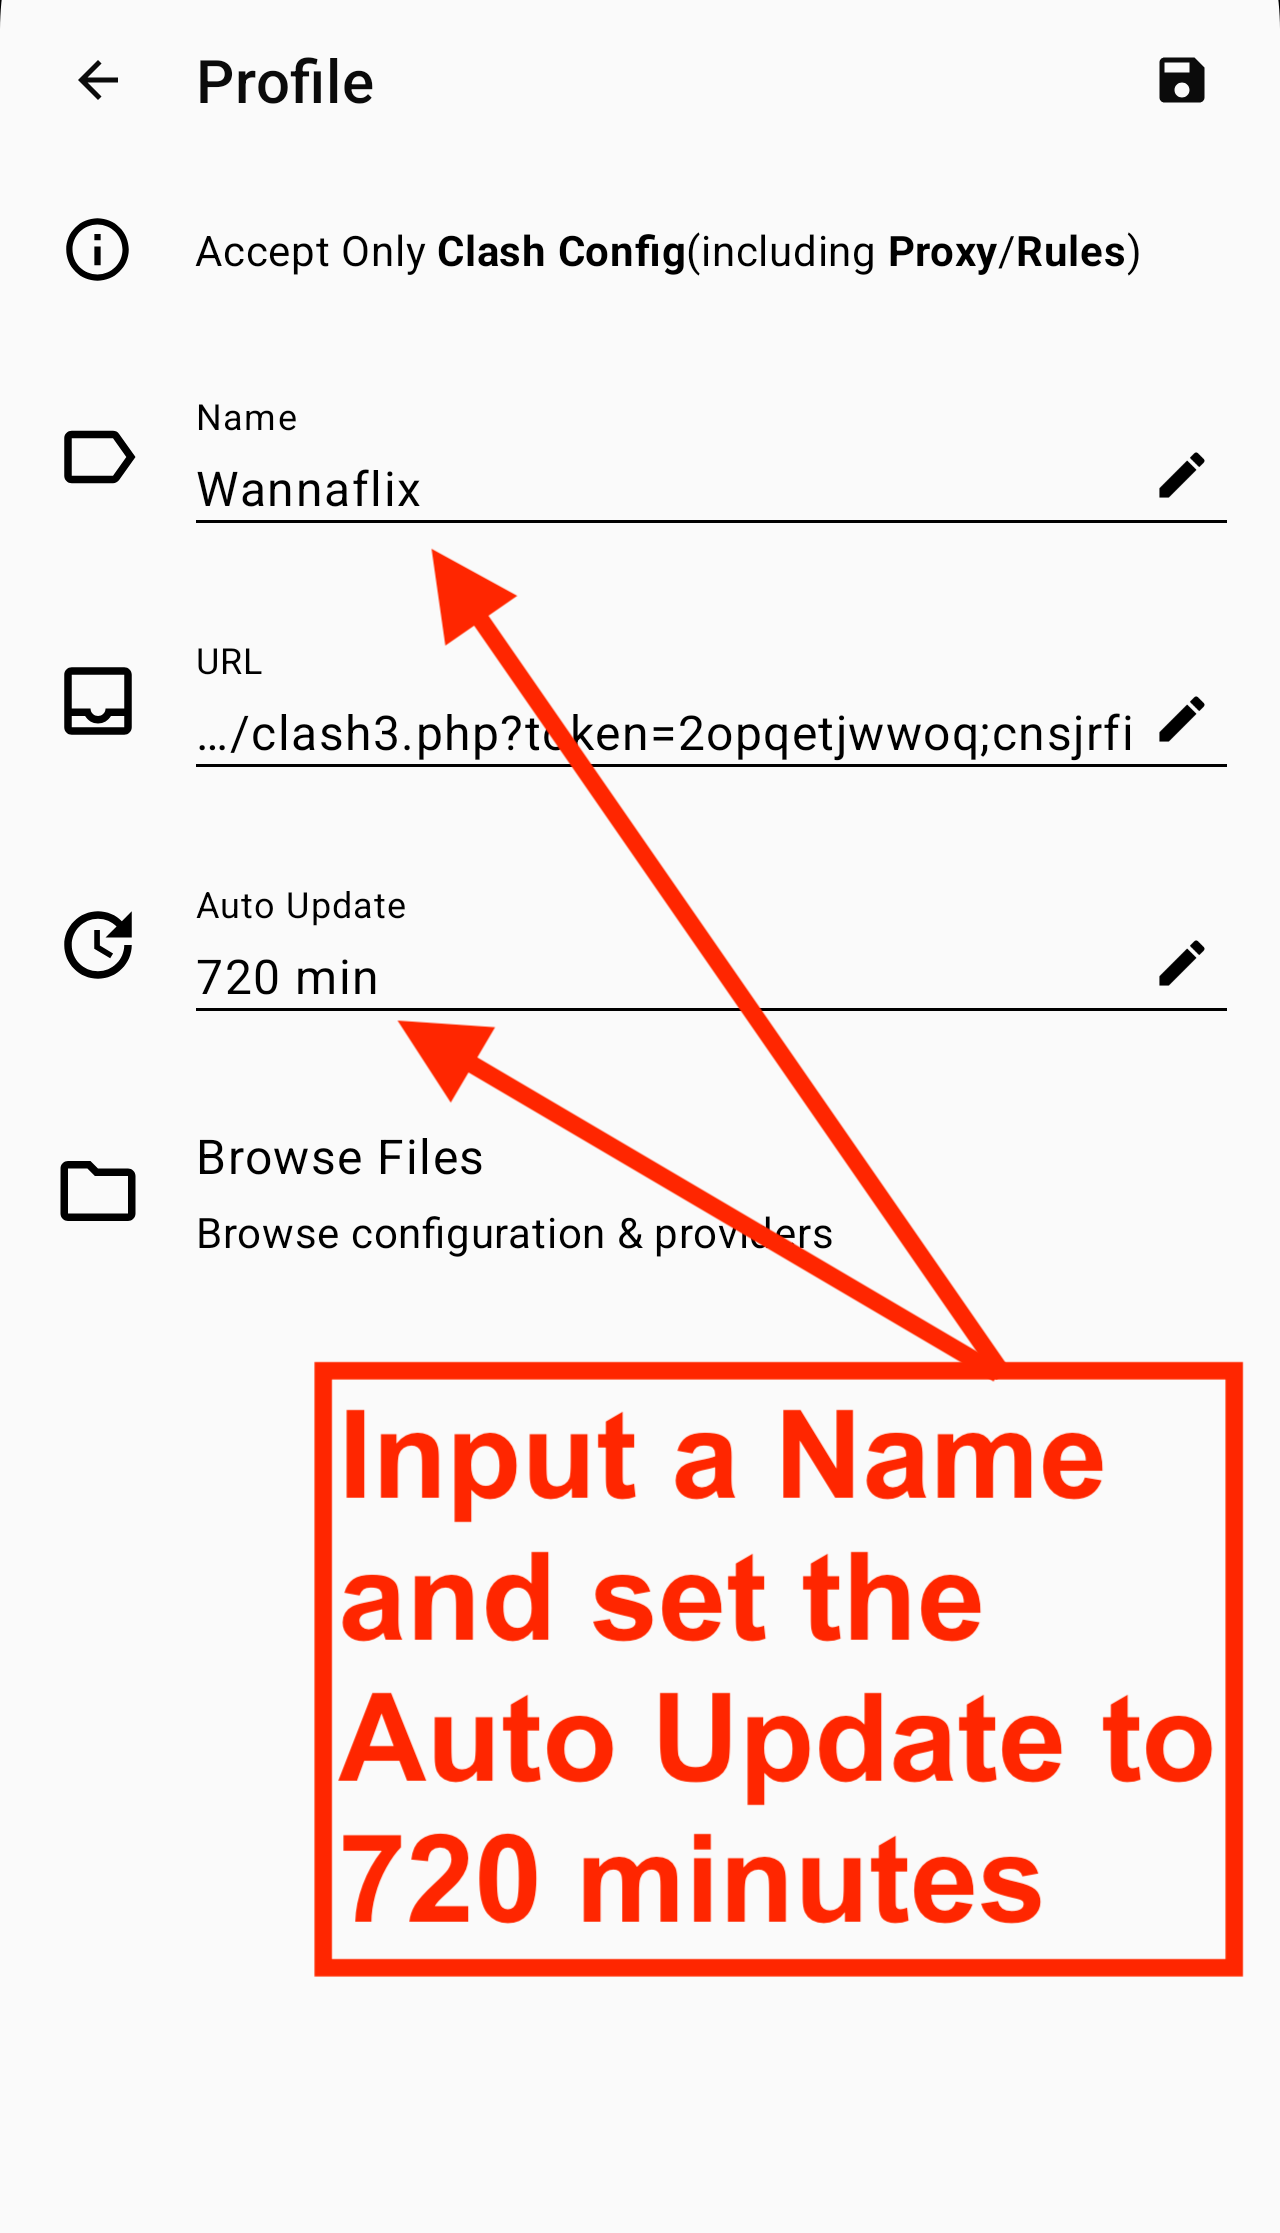 Profile
Accept Only Clash Config(including Proxy/Rules)
Name
Wannaflix
URL
.../clash3.php?token=2opqetjwwoq;cnsjrfi
Auto Update
720 min
Browse Files
Browse configuration & providers
Input a Name
and set the
Auto Update to
720 minutes